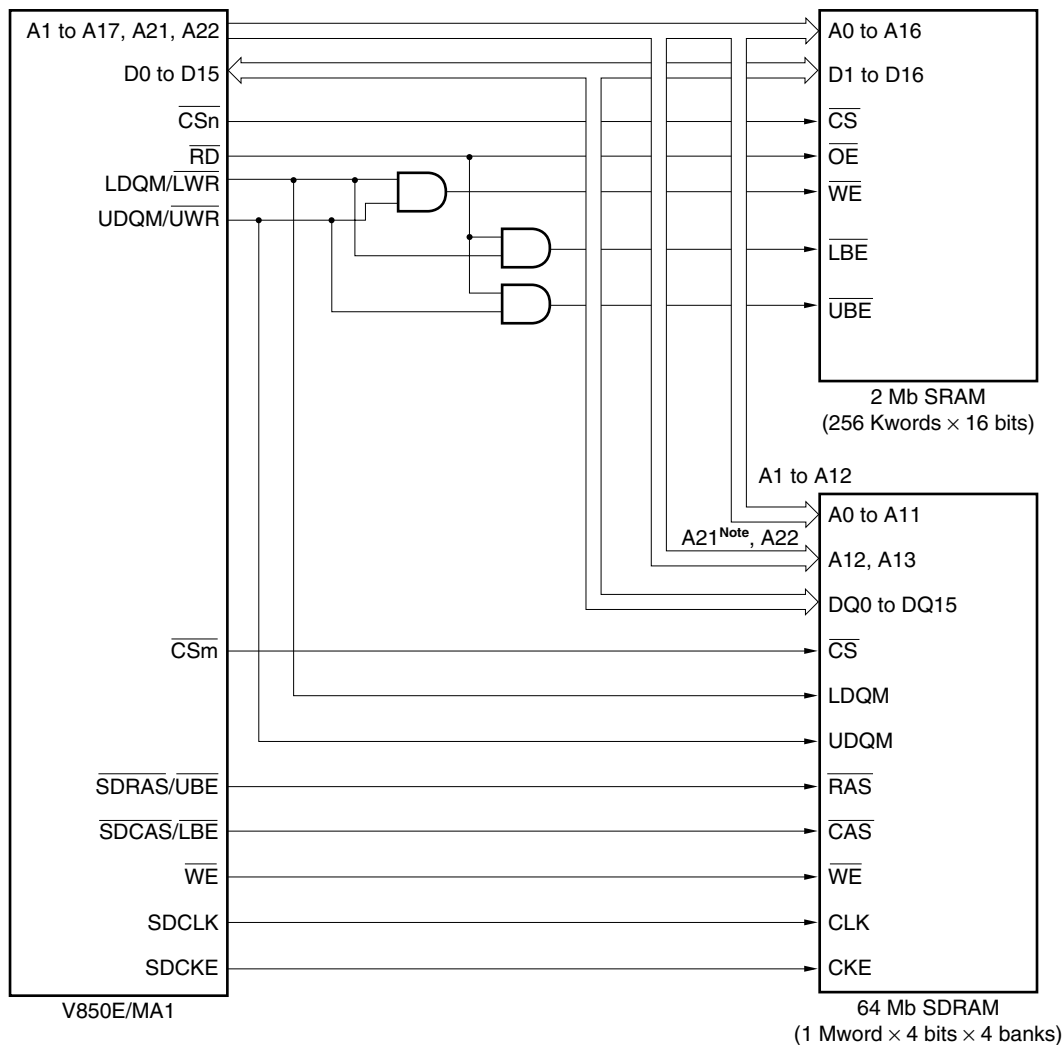 A1 to A17, A21, A22
D0 to D15
CSn
RD
LDQM/LWR
UDQM/UWR
CSm
SDRAS/UBE
SDCAS/LBE
WE
SDCLK
SDCKE
V850E/MA1
A0 to A16
D1 to D16
CS
OE
WE
LBE
UBE
2 Mb SRAM
(256 Kwords × 16 bits)
A1 to A12
A21Note, A22
A0 to A11
A12, A13
DQ0 to DQ15
CS
LDQM
UDQM
RAS
CAS
WE
CLK
CKE
64 Mb SDRAM
(1 Mword × 4 bits × 4 banks)